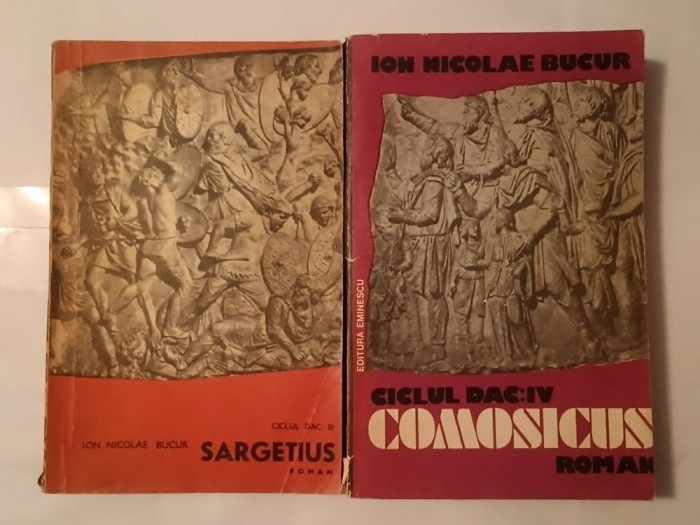 CICLUL DAC. III
ION NICOLAE BUCUR
SARGETIUS
ROMAN
ION NICOLAE BUCUR
EDITURA EMINESCU
CICLUL DAC:IV
COMOSICUS
ROMAN